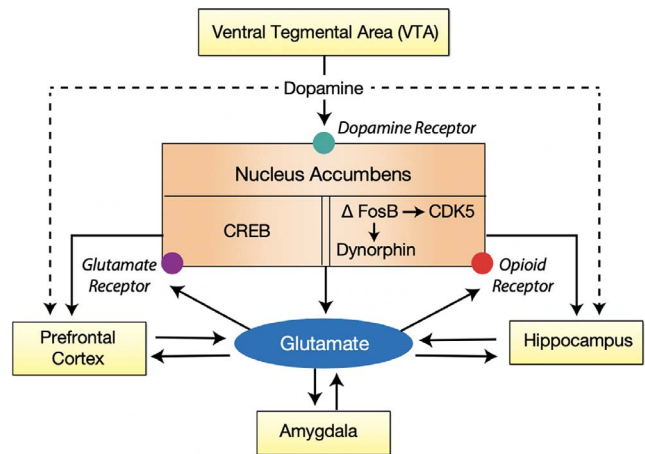 Ventral Tegmental Area (VTA)
Dopamine
Dopamine Receptor
Nucleus Accumbens
CREB
Δ FosB
CDK5
Dynorphin
Glutamate
Receptor
Opioid
Receptor
Prefrontal
Cortex
Glutamate
Hippocampus
Amygdala